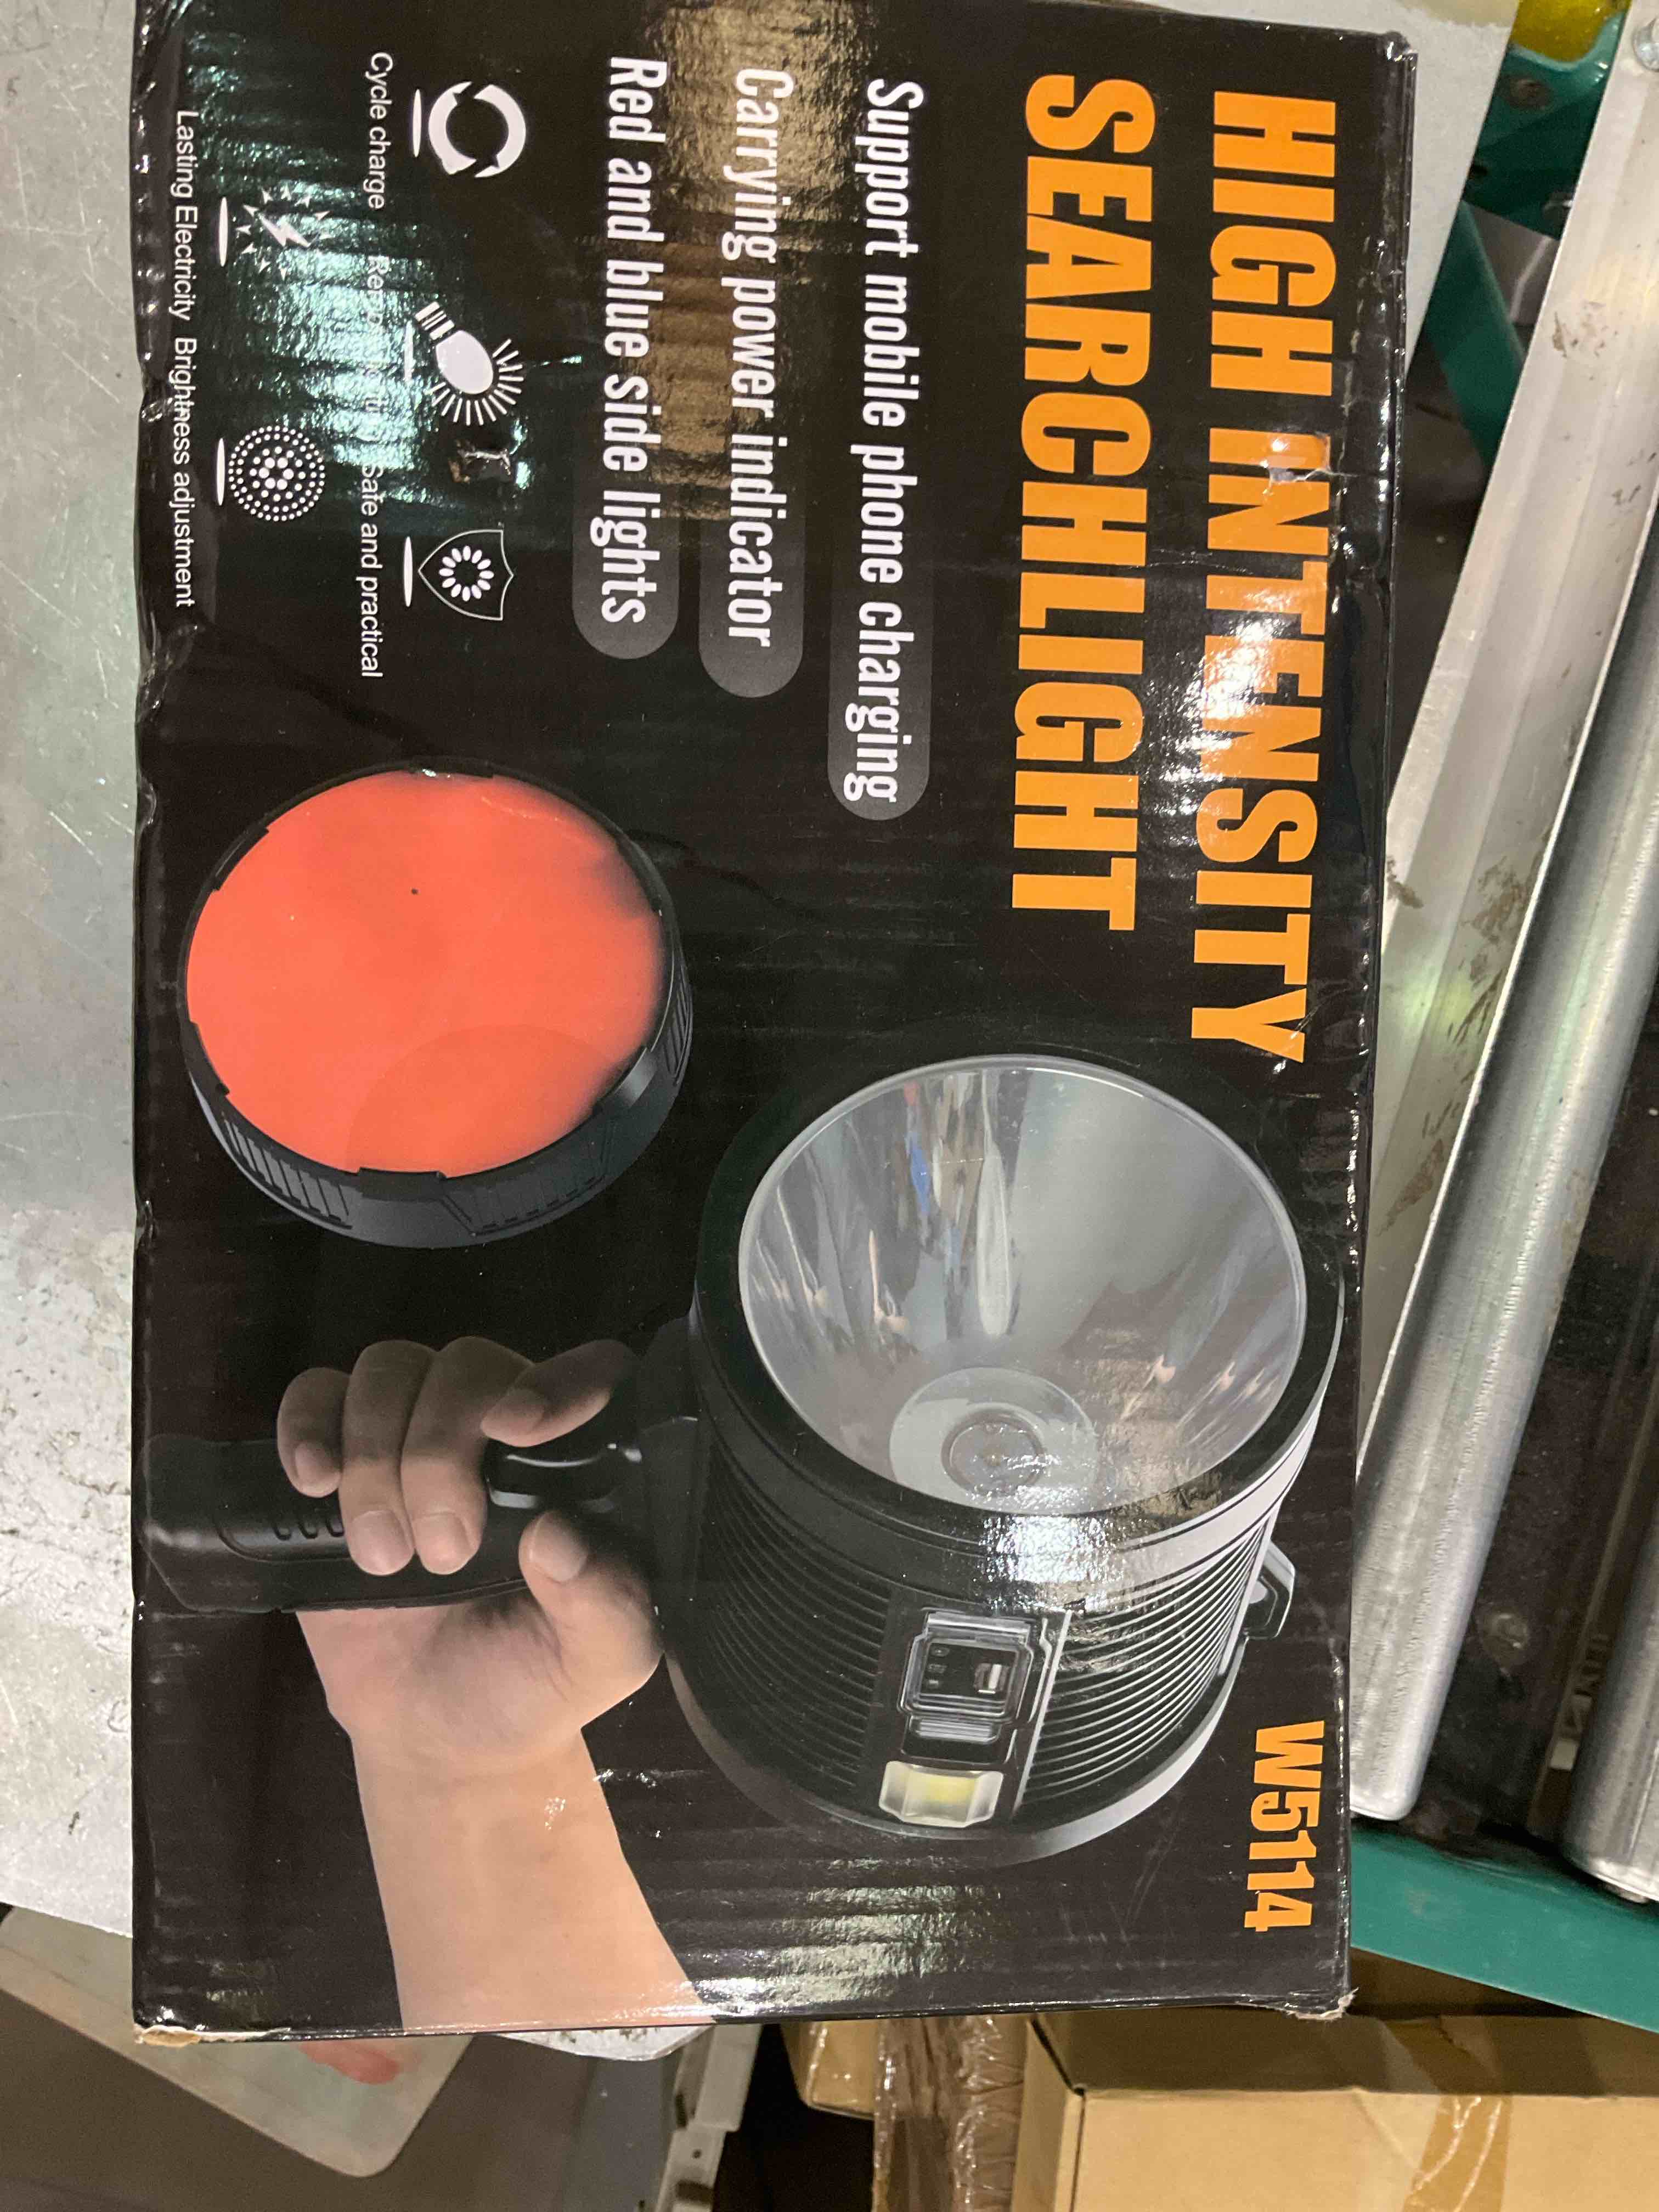 HIGH INTENSITY
SEARCHLIGHT
W5114
Support mobile phone charging
Carrying power indicator
Red and blue side lights
Cycle charge
Safe and practical
Lasting Electricity
Brightness adjustment